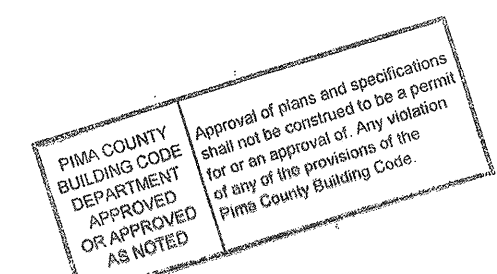 PIMA COUNTY
BUILDING CODE
DEPARTMENT
APPROVED
OR APPROVED
AS NOTED
Approval of plans and specifications
shall not be construed to be a permit
for or an approval of. Any violation
of any of the provisions of the
Pima County Building Code.